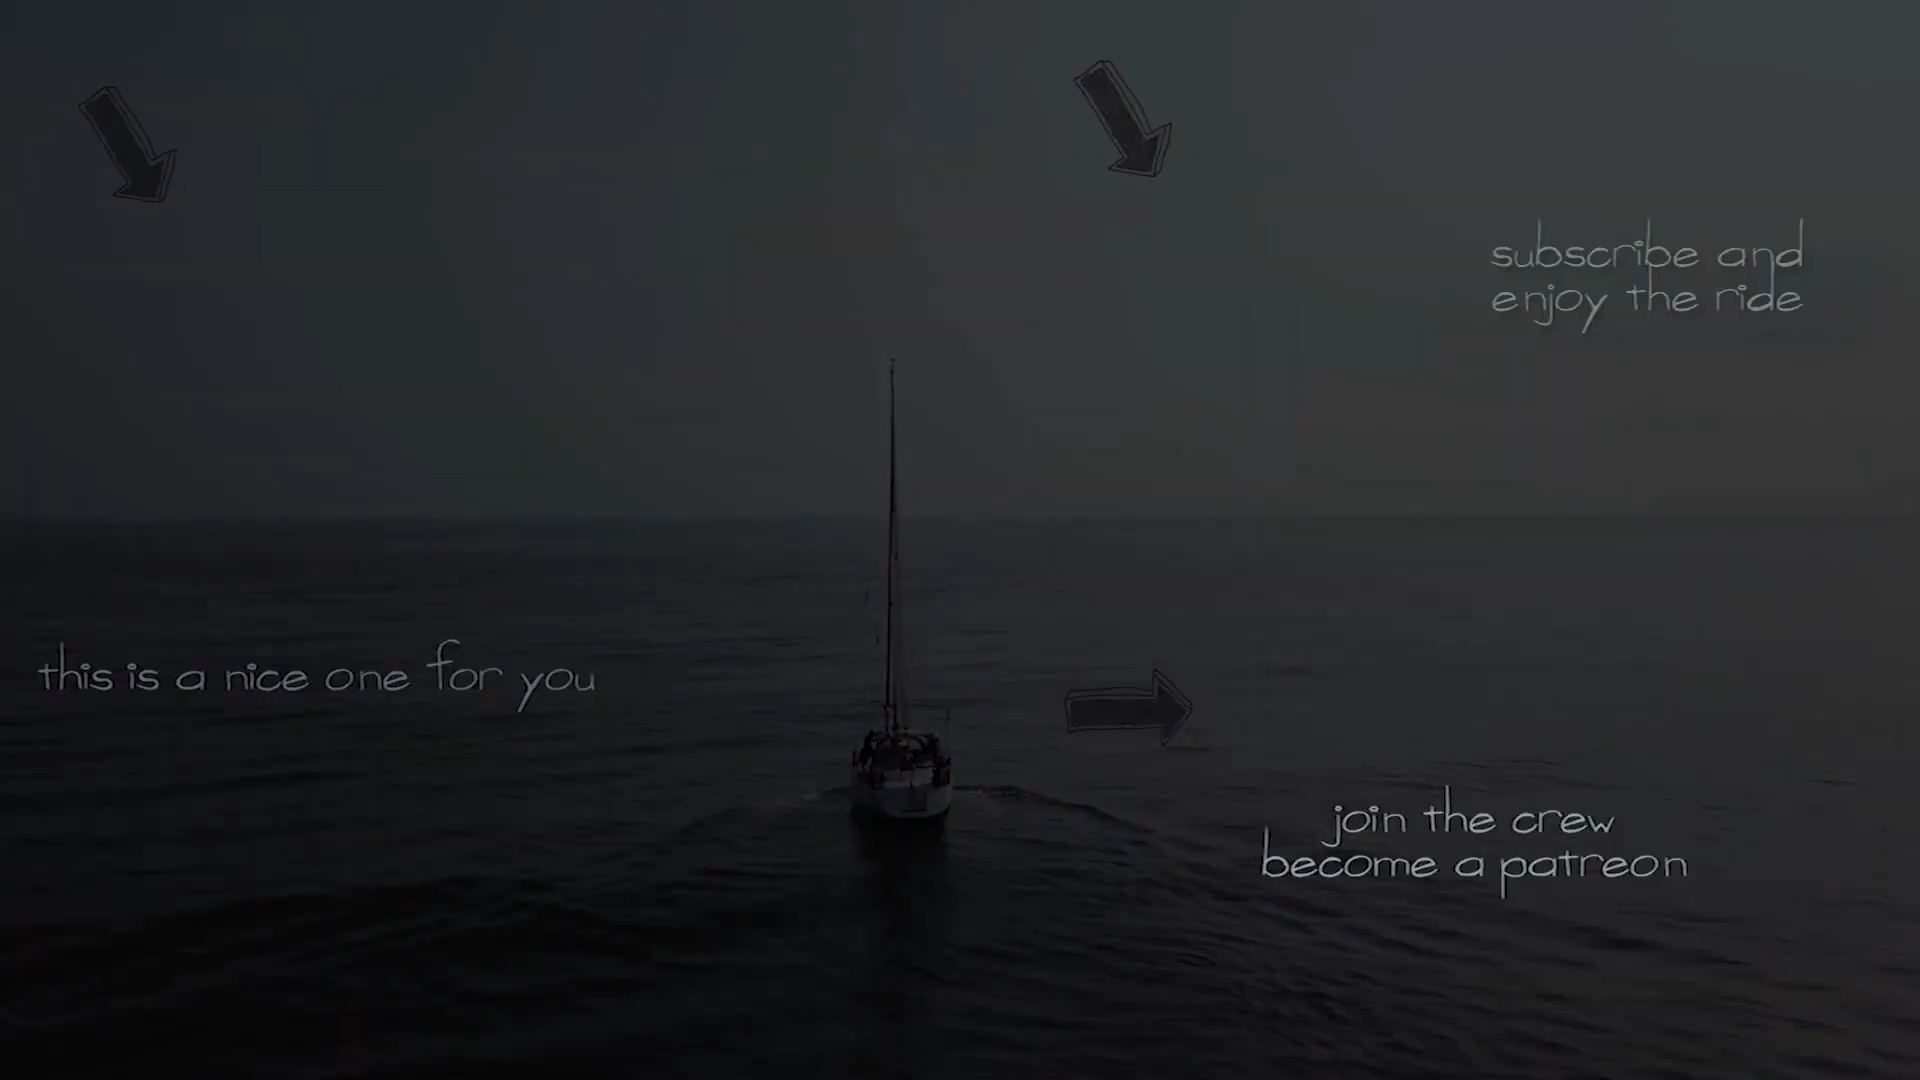 subscribe and
enjoy the ride
this is a nice one for you
join the crew
become a patreon